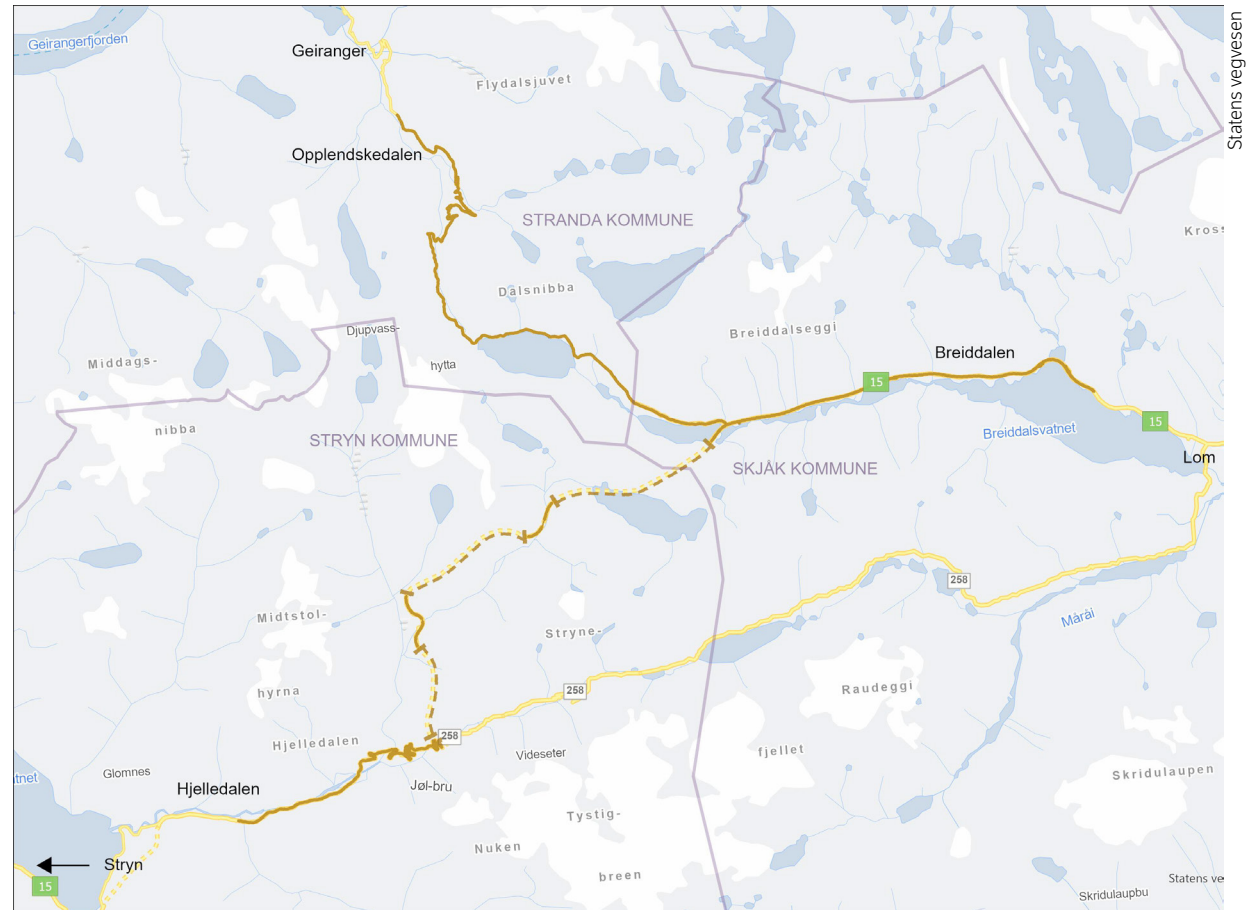 Statens vegvesen
Geirangerfjorden
Geiranger
Flydalsjuvet
Opplendskedalen
STRANDA KOMMUNE
Kross
Dalsnibba
Djupvass-
hytta
Breiddalseggi
Breiddalen
Middags-
nibba
15
15
Breiddalsvatnet
STRYN KOMMUNE
SKJÅK KOMMUNE
Lom
258
Måråi
Midtstol-
hyrna
Stryne-
258
Raudeggi
Hjelledalen
258
Videseter
fjellet
Glomnes
tnet
Hjelledalen
Jøl-bru
Skridulaupen
Tystig-
Nuken
breen
Stryn
15
Statens ve
Skridulaupbu